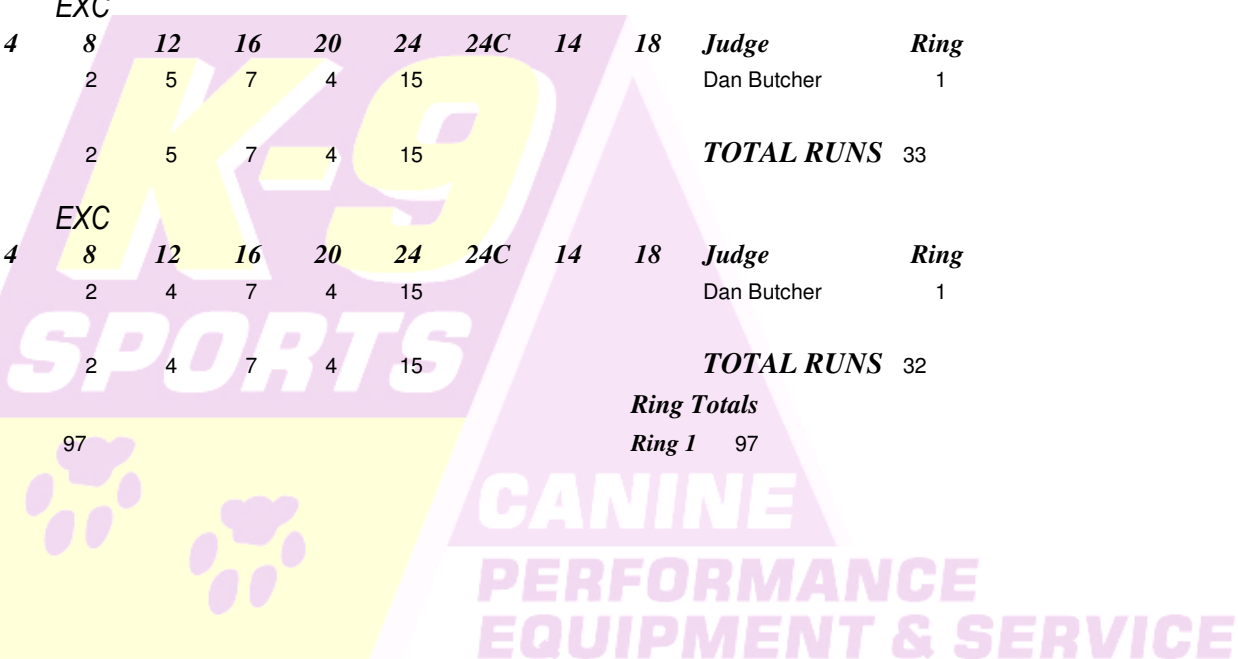 EXC
4 8 12 16 20 24 24C 14 18 Judge Ring
2 5 7 4 15 Dan Butcher 1
2 5 7 4 15 TOTAL RUNS 33
EXC
4 8 12 16 20 24 24C 14 18 Judge Ring
2 4 7 4 15 Dan Butcher 1
2 4 7 4 15 TOTAL RUNS 32
Ring Totals
97 Ring 1 97
K-9
SPORTS
CANINE
PERFORMANCE
EQUIPMENT & SERVICE